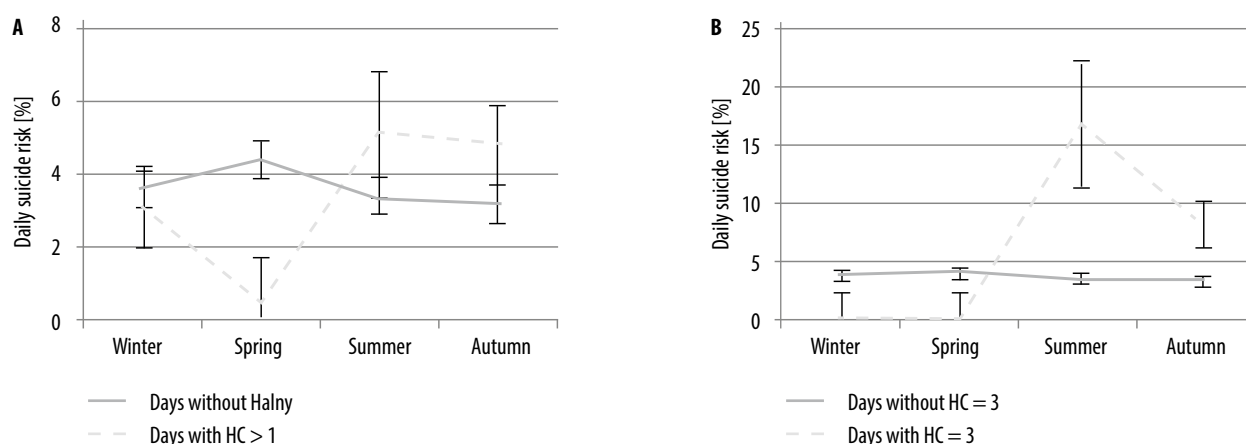 A
Daily suicide risk [%]
8
6
4
2
0
Winter Spring Summer Autumn
Days without Halny
Days with HC > 1
B
Daily suicide risk [%]
25
20
15
10
5
0
Winter Spring Summer Autumn
Days without HC = 3
Days with HC = 3